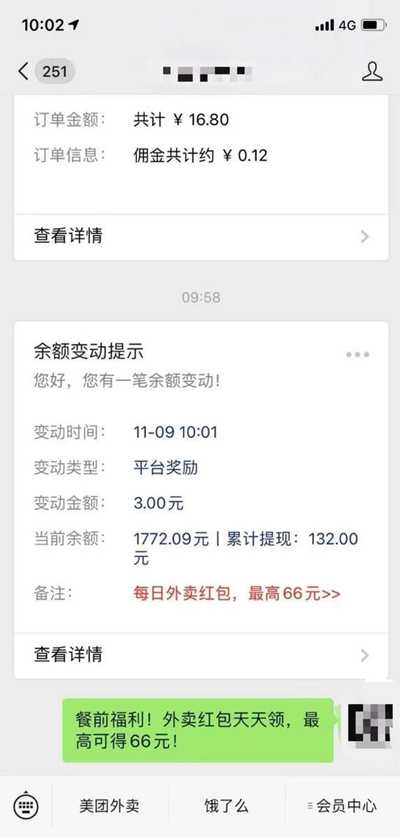 10:02
4G
251
订单金额： 共计 ￥16.80
订单信息： 佣金共计约 ￥0.12
查看详情
09:58
余额变动提示
您好，您有一笔余额变动！
变动时间： 11-09 10:01
变动类型： 平台奖励
变动金额： 3.00元
当前余额： 1772.09元丨累计提现：132.00
元
备注： 每日外卖红包，最高66元>>
查看详情
餐前福利！外卖红包天天领，最
高可得66元！
美团外卖 饿了么 会员中心